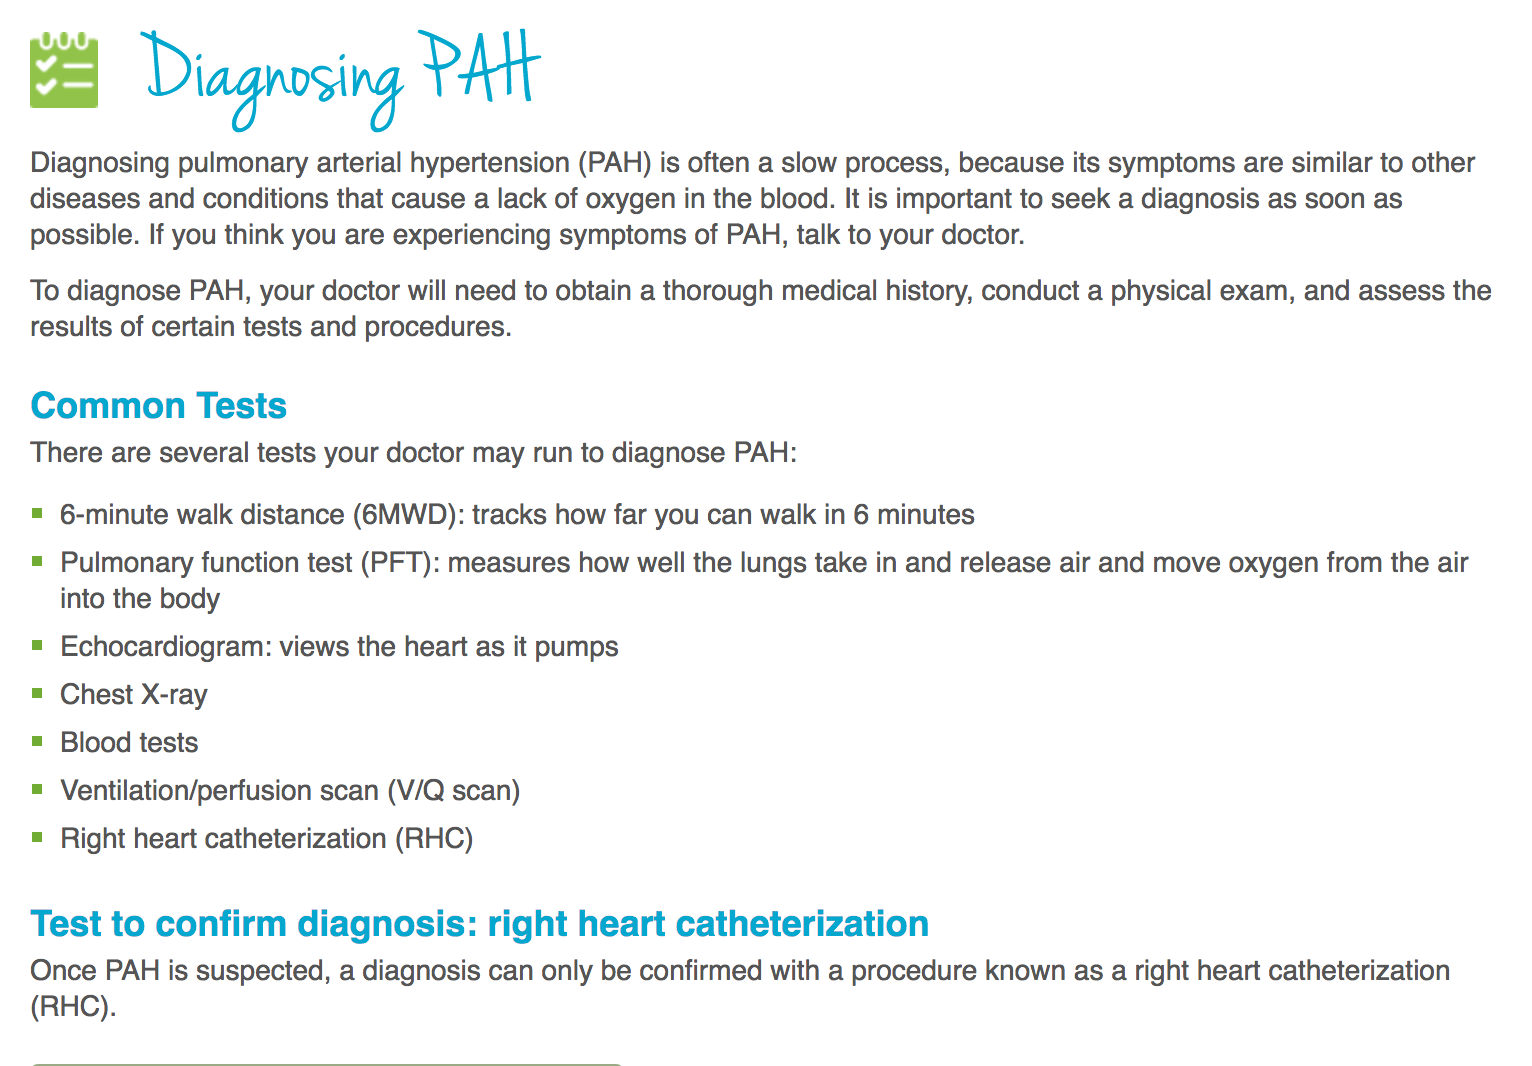 Diagnosing PAH
Diagnosing pulmonary arterial hypertension (PAH) is often a slow process, because its symptoms are similar to other
diseases and conditions that cause a lack of oxygen in the blood. It is important to seek a diagnosis as soon as
possible. If you think you are experiencing symptoms of PAH, talk to your doctor.
To diagnose PAH, your doctor will need to obtain a thorough medical history, conduct a physical exam, and assess the
results of certain tests and procedures.
Common Tests
There are several tests your doctor may run to diagnose PAH:
6-minute walk distance (6MWD): tracks how far you can walk in 6 minutes
Pulmonary function test (PFT): measures how well the lungs take in and release air and move oxygen from the air
into the body
Echocardiogram: views the heart as it pumps
Chest X-ray
Blood tests
Ventilation/perfusion scan (V/Q scan)
Right heart catheterization (RHC)
Test to confirm diagnosis: right heart catheterization
Once PAH is suspected, a diagnosis can only be confirmed with a procedure known as a right heart catheterization
(RHC).